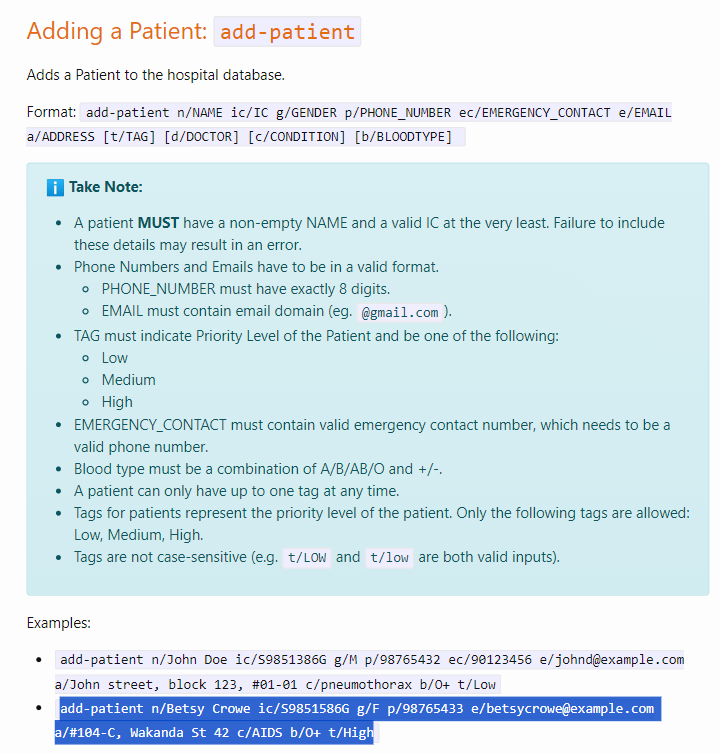 Adding a Patient: add-patient
Adds a Patient to the hospital database.
Format: add-patient n/NAME ic/IC g/GENDER p/PHONE_NUMBER ec/EMERGENCY_CONTACT e/EMAIL
a/ADDRESS [t/TAG] [d/DOCTOR] [c/CONDITION] [b/BLOODTYPE]
ℹ️ Take Note:
• A patient MUST have a non-empty NAME and a valid IC at the very least. Failure to include
these details may result in an error.
• Phone Numbers and Emails have to be in a valid format.
◦ PHONE_NUMBER must have exactly 8 digits.
◦ EMAIL must contain email domain (eg. @gmail.com ).
• TAG must indicate Priority Level of the Patient and be one of the following:
◦ Low
◦ Medium
◦ High
• EMERGENCY_CONTACT must contain valid emergency contact number, which needs to be a
valid phone number.
• Blood type must be a combination of A/B/AB/O and +/-.
• A patient can only have up to one tag at any time.
• Tags for patients represent the priority level of the patient. Only the following tags are allowed:
Low, Medium, High.
• Tags are not case-sensitive (e.g. t/LOW and t/low are both valid inputs).
Examples:
• add-patient n/John Doe ic/S9851386G g/M p/98765432 ec/90123456 e/johnd@example.com
a/John street, block 123, #01-01 c/pneumothorax b/O+ t/Low
• add-patient n/Betsy Crowe ic/S9851586G g/F p/98765433 e/betsycrowe@example.com
a/#104-C, Wakanda St 42 c/AIDS b/O+ t/High